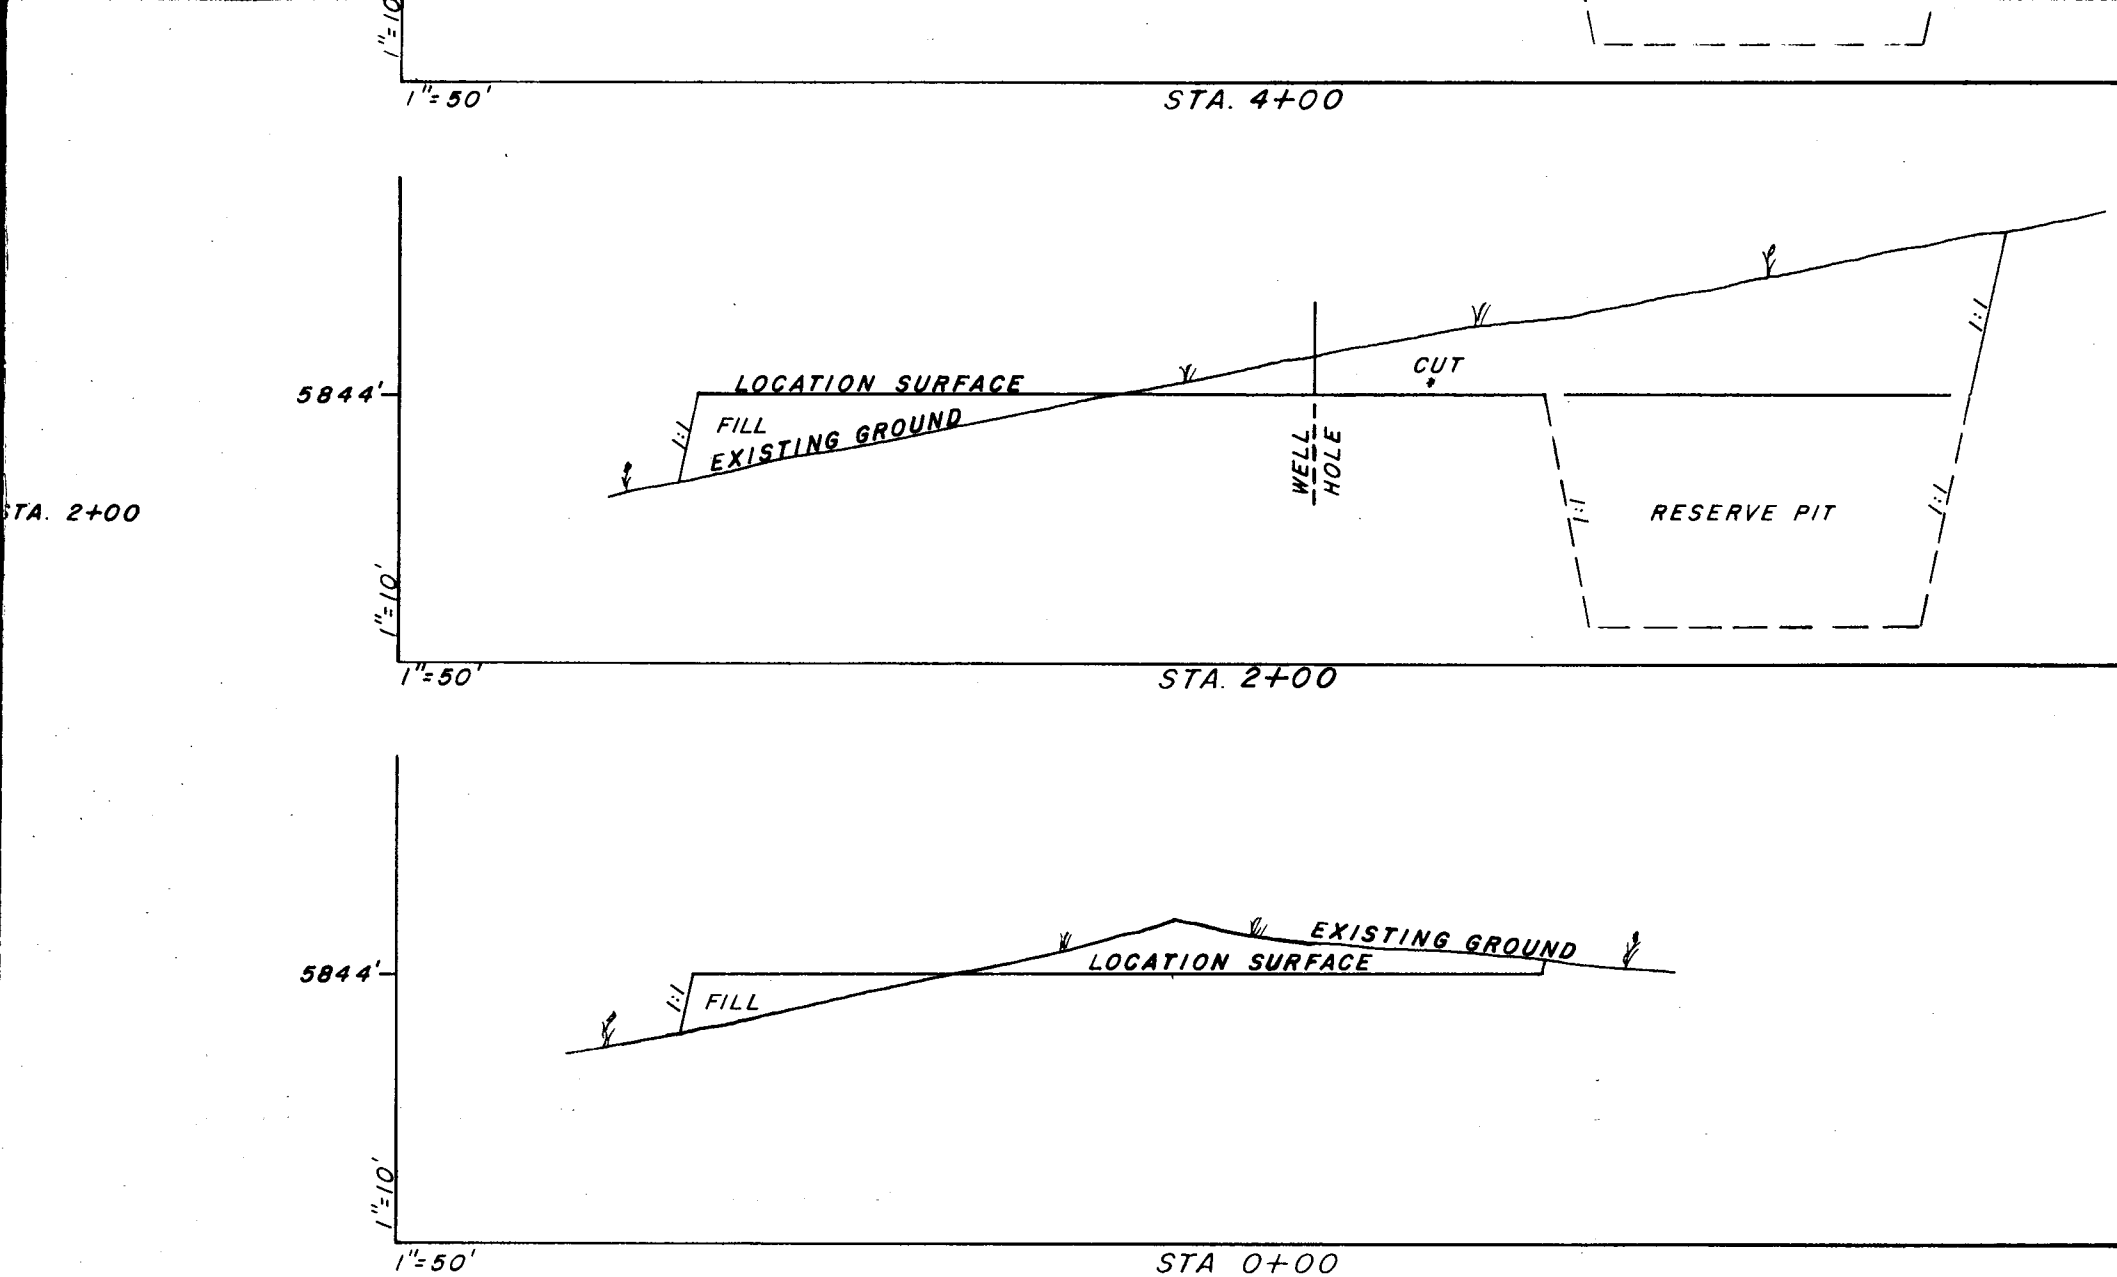 1"=10'
1"=50'
STA. 4+00
LOCATION SURFACE
CUT
5844'
FILL
EXISTING GROUND
1:1
1:1
WELL
HOLE
1:1
1:1
RESERVE PIT
STA. 2+00
1"=10'
1"=50'
STA. 2+00
EXISTING GROUND
LOCATION SURFACE
5844'
1:1
FILL
1"=10'
1"=50'
STA 0+00